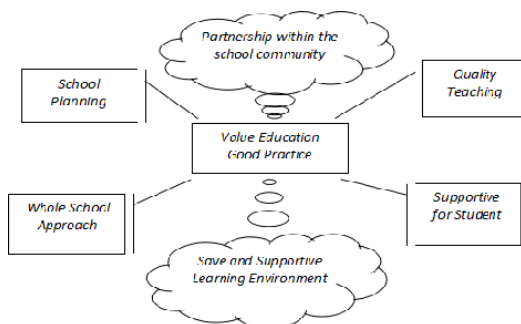 Partnership within the
school community
School
Planning
Quality
Teaching
Value Education
Good Practice
Whole School
Approach
Supportive
for Student
Save and Supportive
Learning Environment